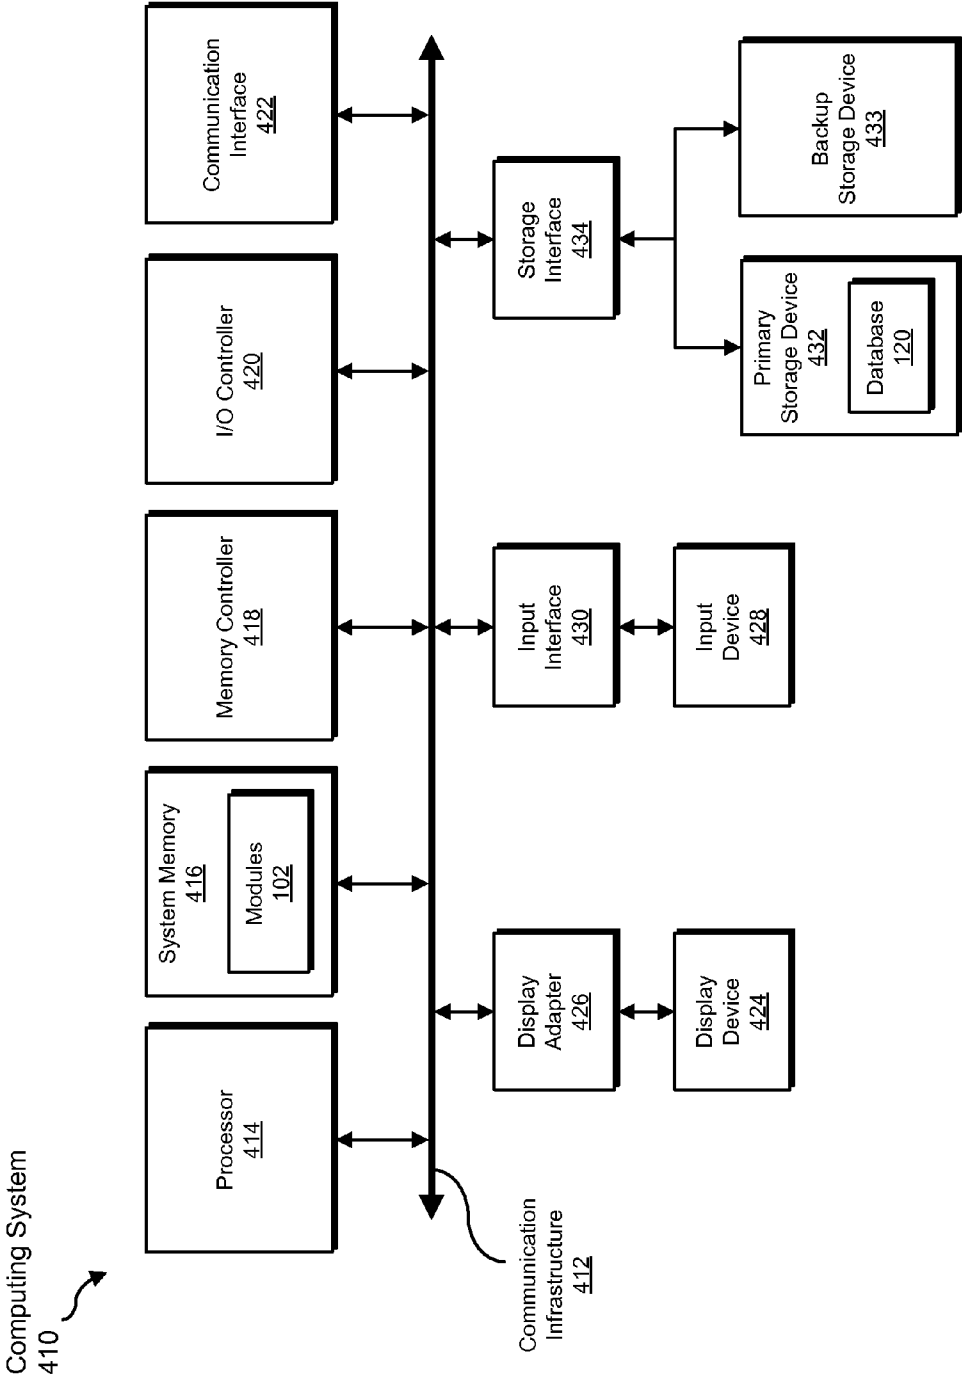 Computing System
410
Processor
414
System Memory
416
Modules
102
Memory Controller
418
I/O Controller
420
Communication
Interface
422
Communication
Infrastructure
412
Display
Adapter
426
Input
Interface
430
Storage
Interface
434
Display
Device
424
Input
Device
428
Primary
Storage Device
432
Database
120
Backup
Storage Device
433